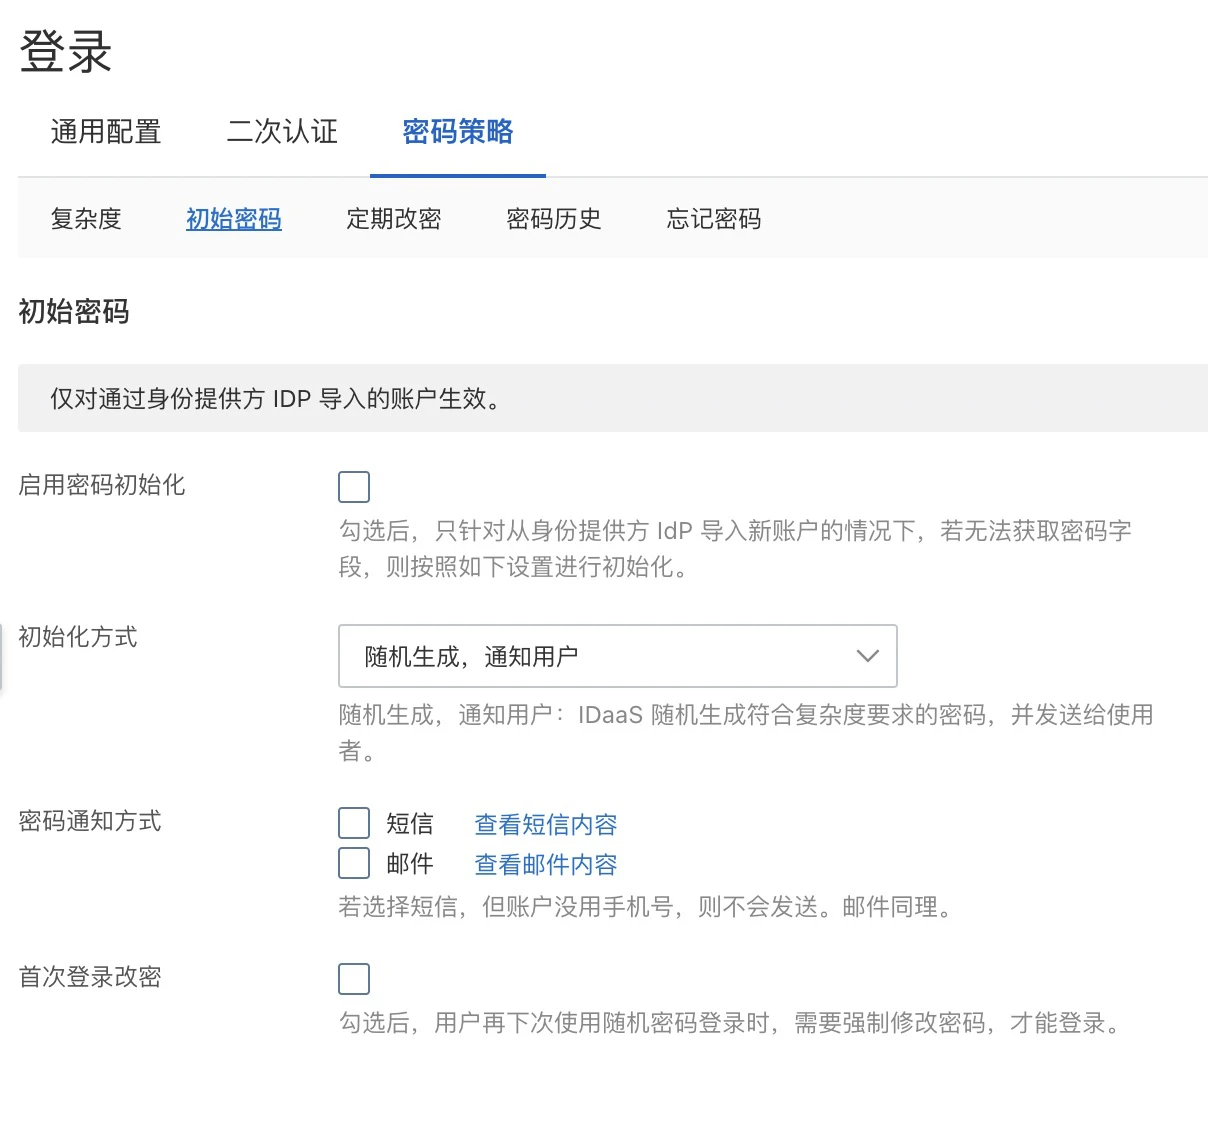 登录
通用配置 二次认证 密码策略
复杂度 初始密码 定期改密 密码历史 忘记密码
初始密码
仅对通过身份提供方 IDP 导入的账户生效。
启用密码初始化
勾选后，只针对从身份提供方 IdP 导入新账户的情况下，若无法获取密码字
段，则按照如下设置进行初始化。
初始化方式
随机生成，通知用户
随机生成，通知用户：IDaaS 随机生成符合复杂度要求的密码，并发送给使用
者。
密码通知方式
短信 查看短信内容
邮件 查看邮件内容
若选择短信，但账户没用手机号，则不会发送。邮件同理。
首次登录改密
勾选后，用户再下次使用随机密码登录时，需要强制修改密码，才能登录。